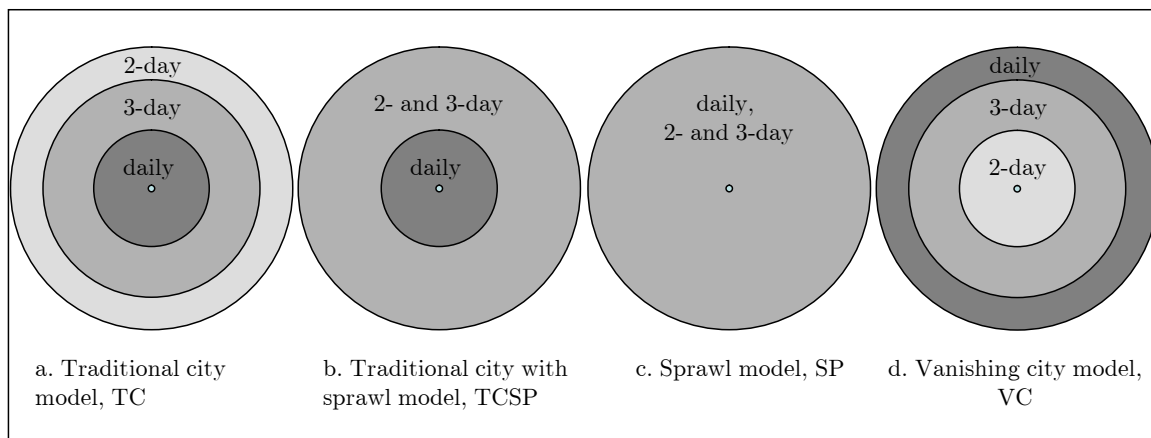 2-day
3-day
daily
2- and 3-day
daily
daily,
2- and 3-day
daily
3-day
2-day
a. Traditional city
model, TC
b. Traditional city with
sprawl model, TCSP
c. Sprawl model, SP
d. Vanishing city model,
VC